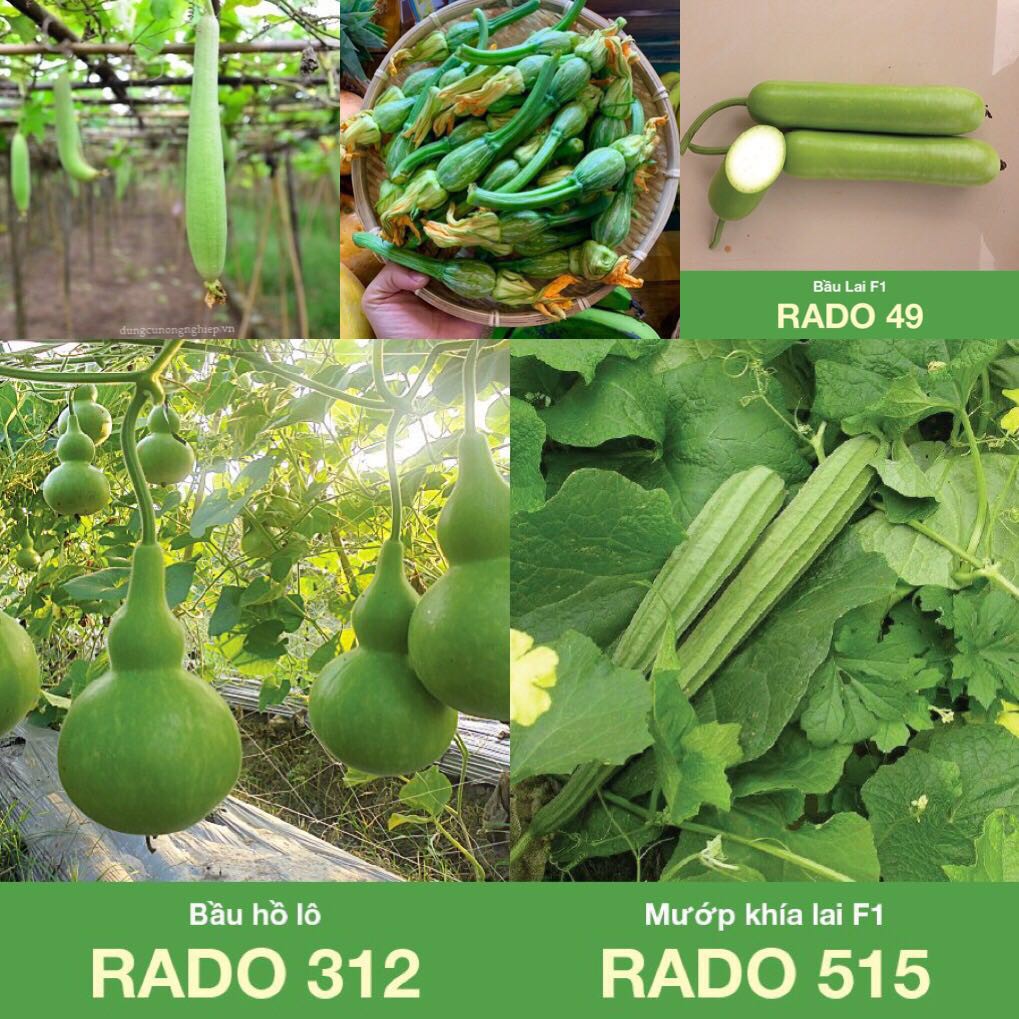 dungcunongnghiep.vn
Bầu Lai F1
RADO 49
Bầu hồ lô
RADO 312
Mướp khía lai F1
RADO 515